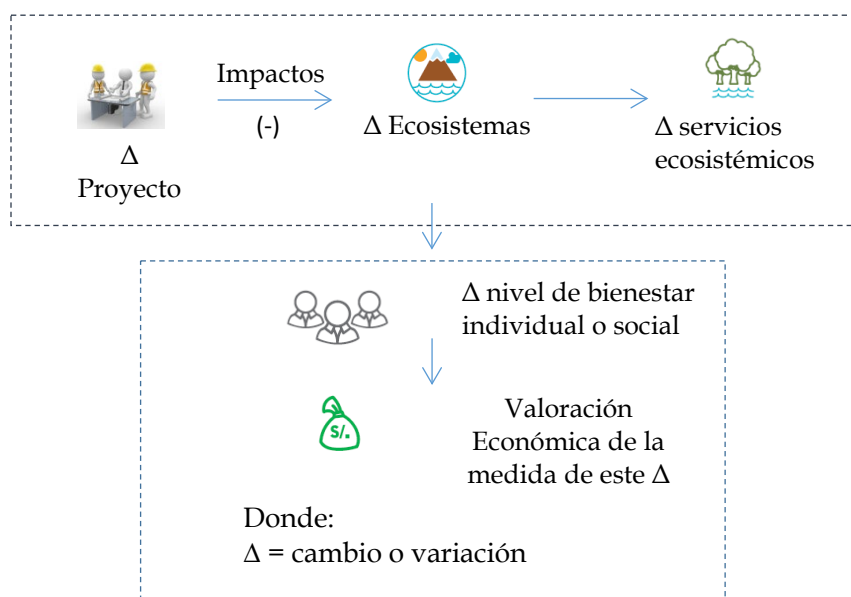 Impactos
(-)
Δ
Proyecto
Δ Ecosistemas
Δ servicios
ecosistémicos
Δ nivel de bienestar
individual o social
S/.
Valoración
Económica de la
medida de este Δ
Donde:
Δ = cambio o variación